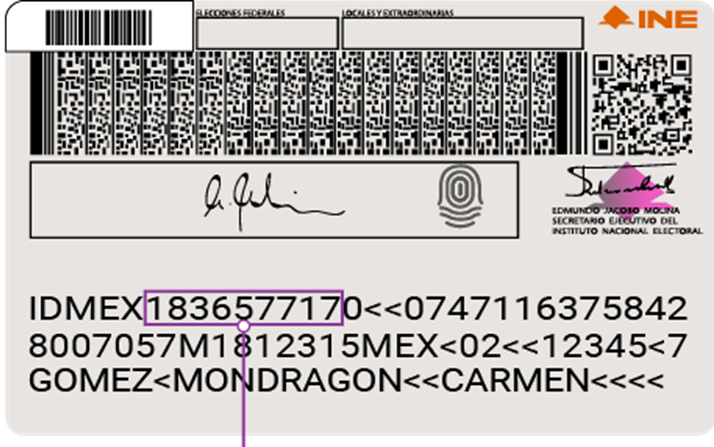 ELECCIONES FEDERALES
LOCALES Y EXTRAORDINARIAS
INE
EDMUNDO JACOBO MOLINA
SECRETARIO EJECUTIVO DEL
INSTITUTO NACIONAL ELECTORAL
IDMEX1836577170<<0747116375842
8007057M1812315MEX<02<<12345<7
GOMEZ<MONDRAGON<<CARMEN<<<<